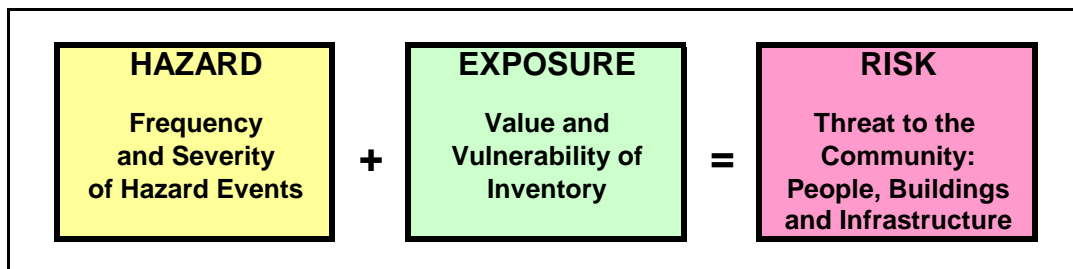 HAZARD
Frequency
and Severity
of Hazard Events
+
EXPOSURE
Value and
Vulnerability of
Inventory
=
RISK
Threat to the
Community:
People, Buildings
and Infrastructure